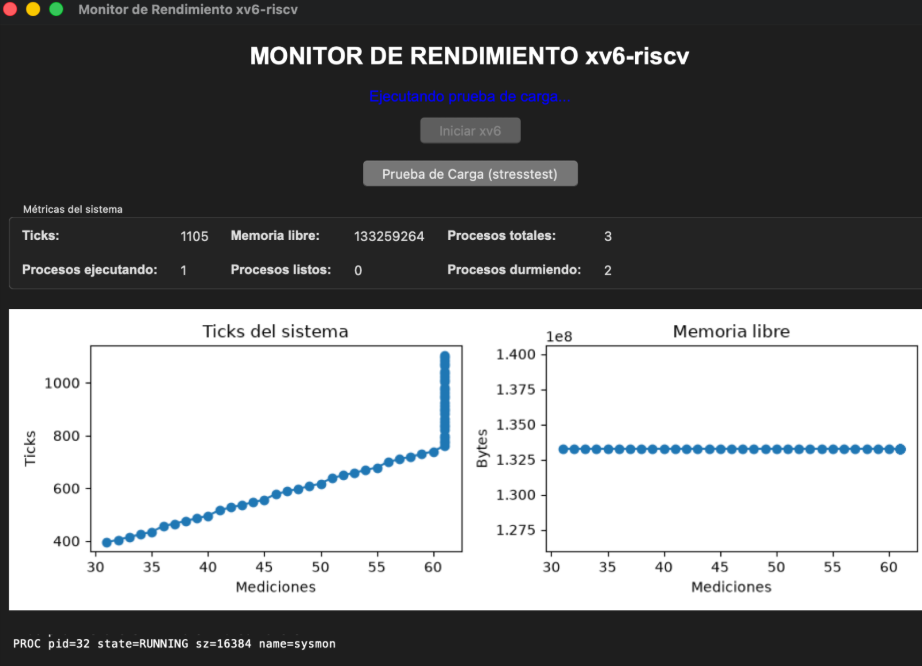 Monitor de Rendimiento xv6-riscv
MONITOR DE RENDIMIENTO xv6-riscv
Ejecutando prueba de carga...
Iniciar xv6
Prueba de Carga (stresstest)
Métricas del sistema
Ticks: 1105 Memoria libre: 133259264 Procesos totales: 3
Procesos ejecutando: 1 Procesos listos: 0 Procesos durmiendo: 2
Ticks del sistema
1000
800
600
400
Ticks
30 35 40 45 50 55 60
Mediciones
Memoria libre
1e8
1.400
1.375
1.350
1.325
1.300
1.275
Bytes
30 35 40 45 50 55 60
Mediciones
PROC pid=32 state=RUNNING sz=16384 name=sysmon